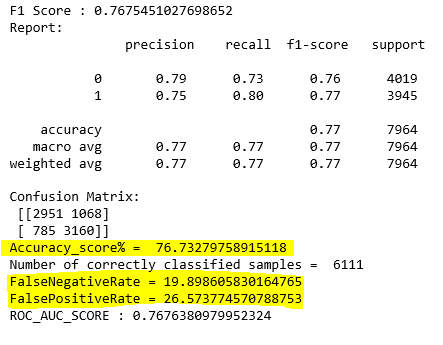 F1 Score : 0.7675451027698652
Report:
precision recall f1-score support
0 0.79 0.73 0.76 4019
1 0.75 0.80 0.77 3945
accuracy 0.77 7964
macro avg 0.77 0.77 0.77 7964
weighted avg 0.77 0.77 0.77 7964
Confusion Matrix:
[[2951 1068]
[ 785 3160]]
Accuracy_score% = 76.73279758915118
Number of correctly classified samples = 6111
FalseNegativeRate = 19.898605830164765
FalsePositiveRate = 26.573774570788753
ROC_AUC_SCORE : 0.7676380979952324